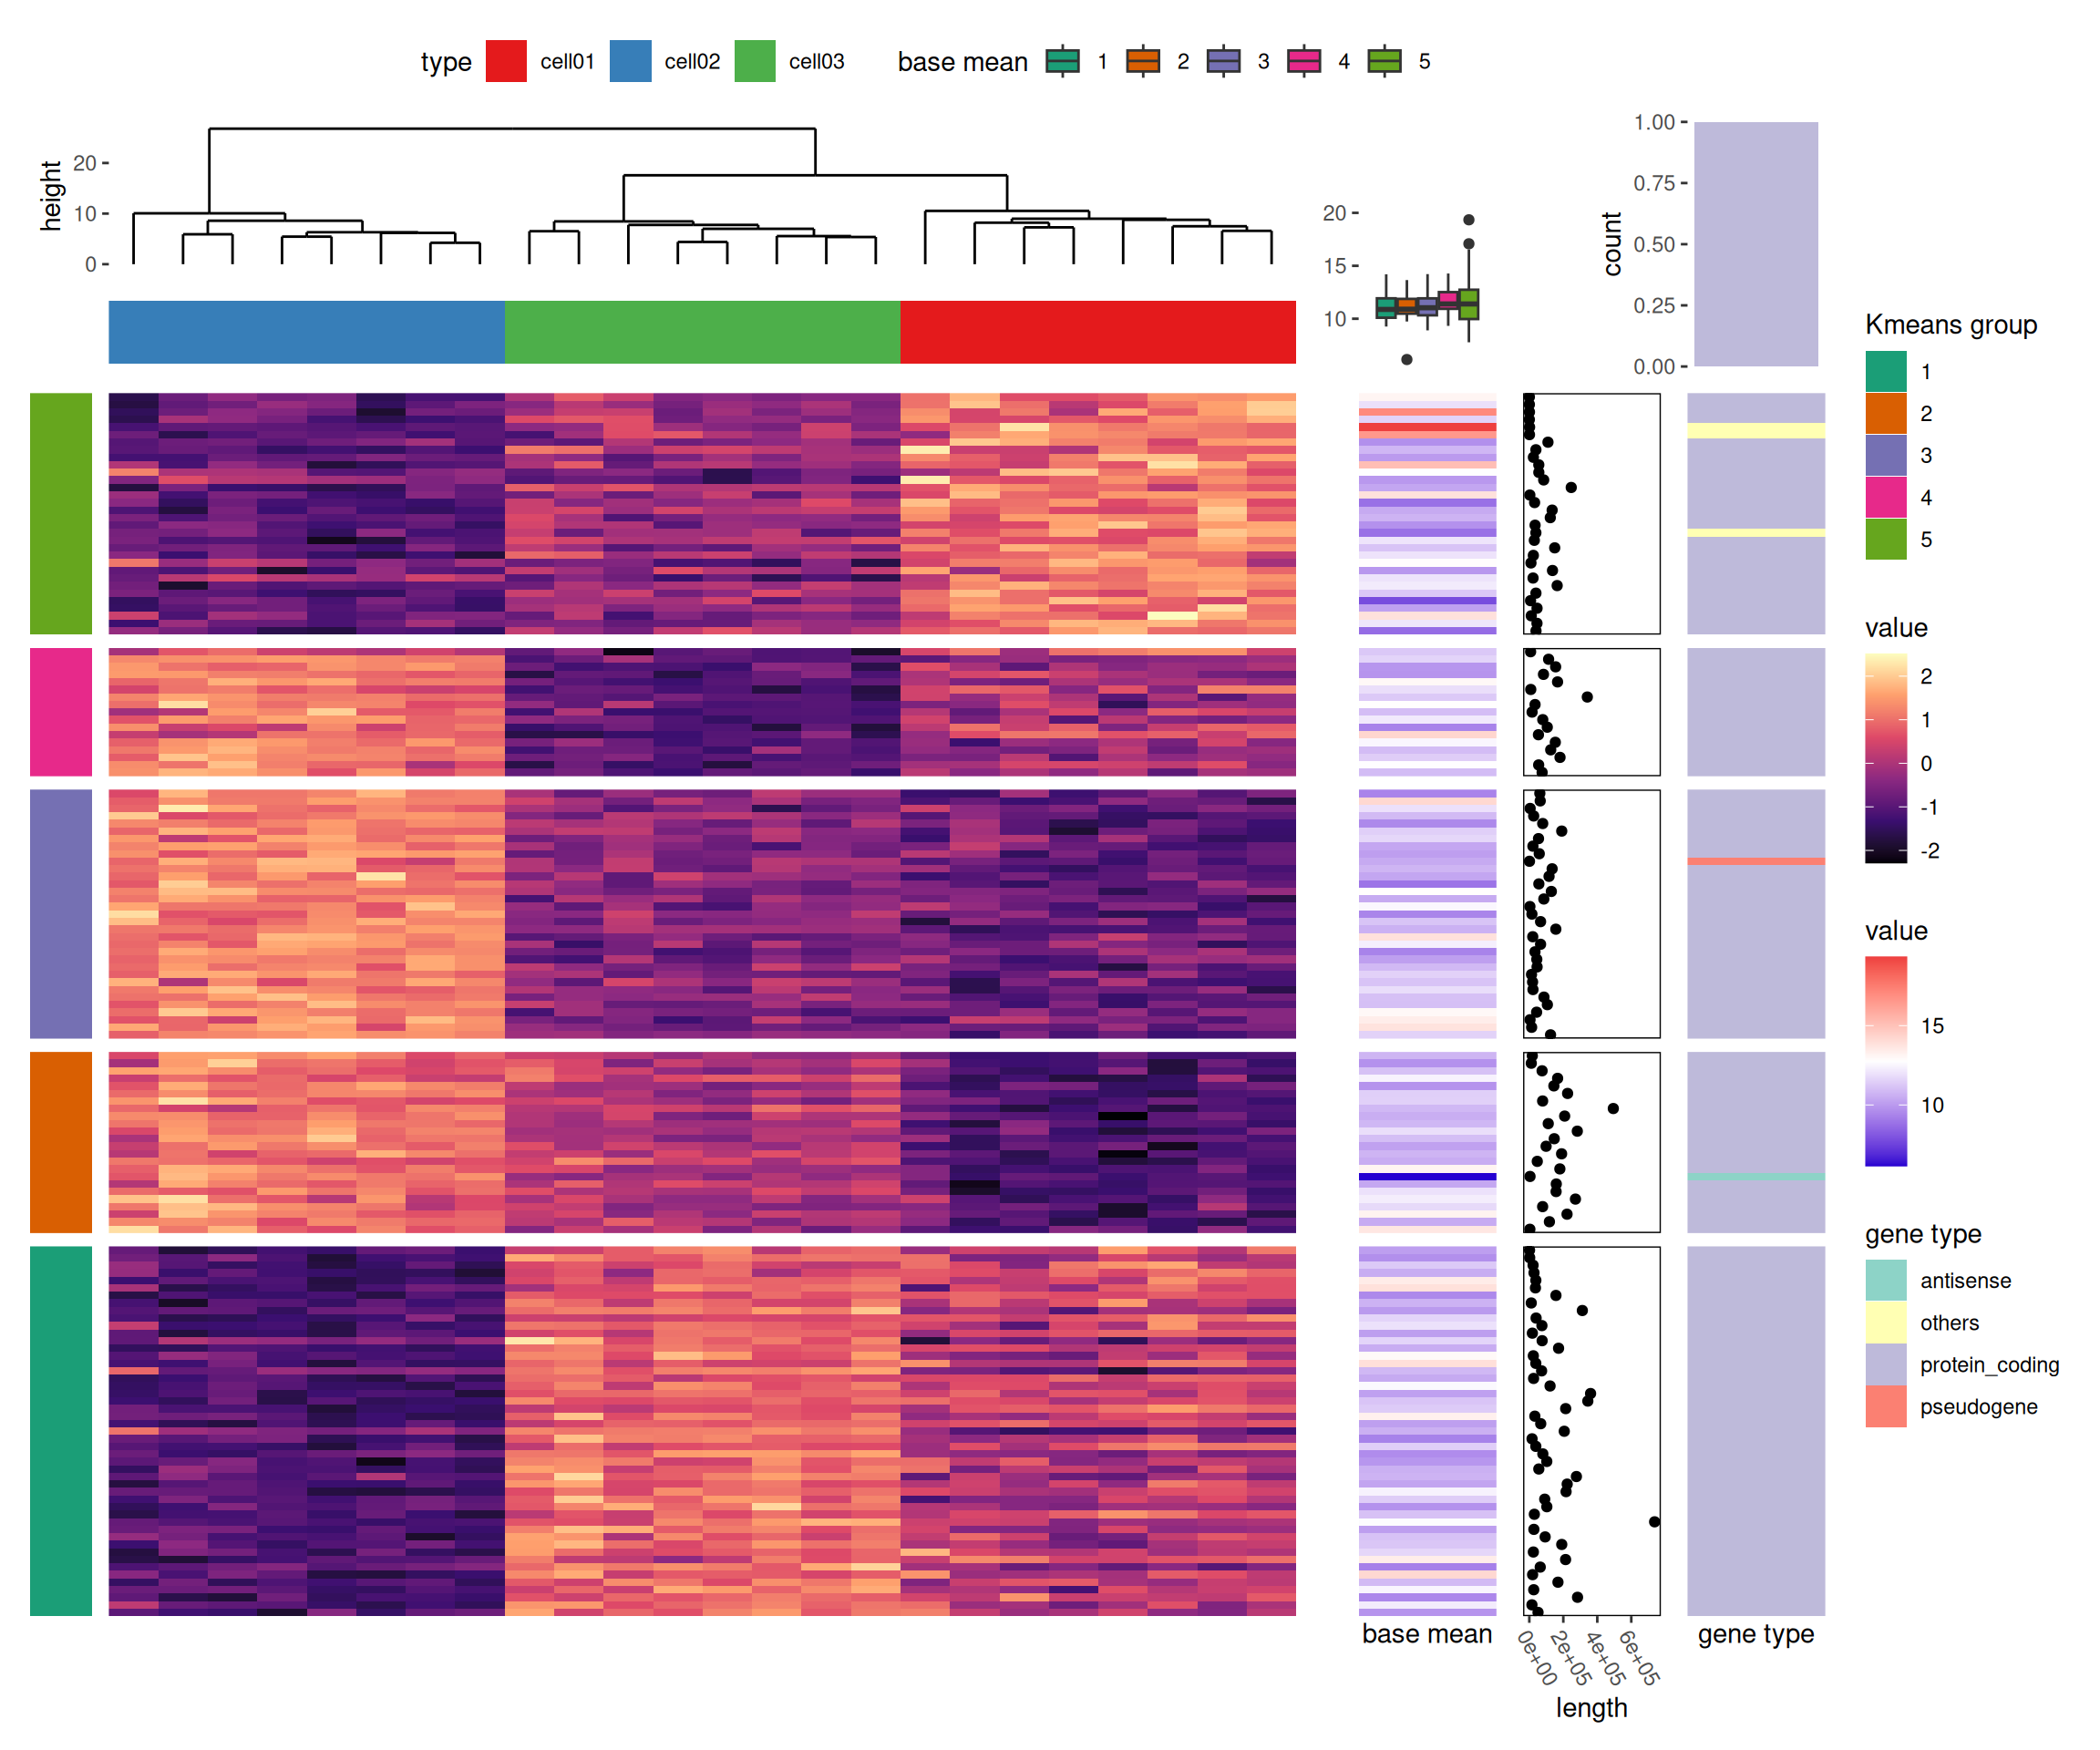 type cell01 cell02 cell03 base mean 1 2 3 4 5
height
20
10
0
20
15
10
count
1.00
0.75
0.50
0.25
0.00
Kmeans group
1
2
3
4
5
value
2
1
0
-1
-2
value
15
10
gene type
antisense
others
protein_coding
pseudogene
base mean
0e+00
2e+05
4e+05
6e+05
length
gene type